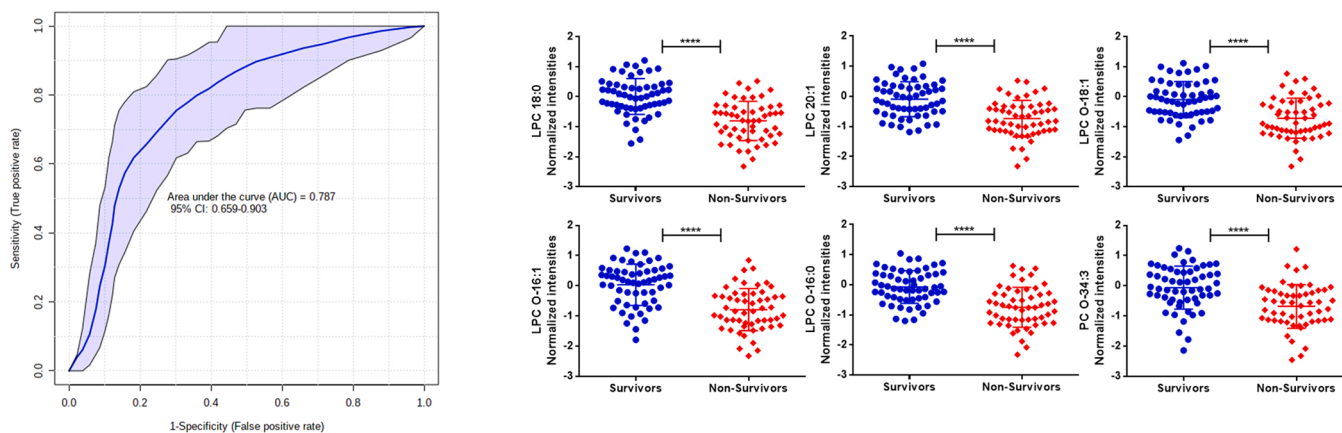 1.0
0.8
0.6
0.4
0.2
0.0
Sensitivity (True positive rate)
Area under the curve (AUC) = 0.787
95% CI: 0.659-0.903
0.0 0.2 0.4 0.6 0.8 1.0
1-Specificity (False positive rate)
LPC 18:0
Normalized intensities
2
1
0
-1
-2
-3
****
Survivors Non-Survivors
LPC 20:1
Normalized intensities
2
1
0
-1
-2
-3
****
Survivors Non-Survivors
LPC O-18:1
Normalized intensities
2
1
0
-1
-2
-3
****
Survivors Non-Survivors
LPC O-16:1
Normalized intensities
2
1
0
-1
-2
-3
****
Survivors Non-Survivors
LPC O-16:0
Normalized intensities
2
1
0
-1
-2
-3
****
Survivors Non-Survivors
PC O-34:3
Normalized intensities
2
1
0
-1
-2
-3
****
Survivors Non-Survivors